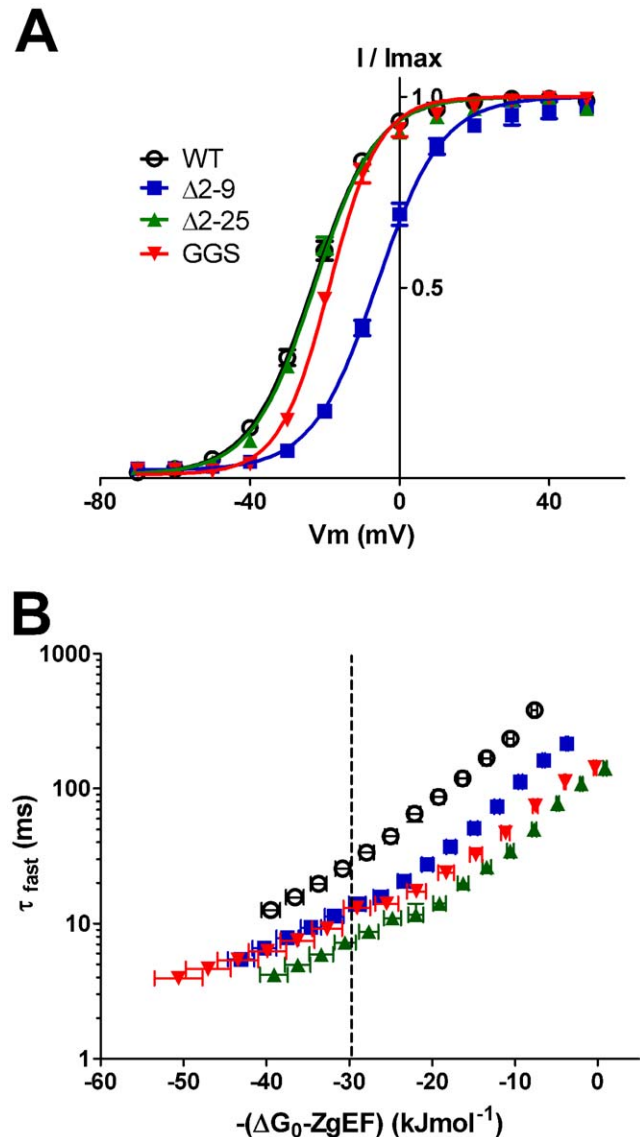 A
I / Imax
WT
Δ2-9
Δ2-25
GGS
1.0
0.5
-80
-40
0
40
Vm (mV)
B
1000
100
10
1
τ fast (ms)
-60
-50
-40
-30
-20
-10
0
-(ΔG0-ZgEF) (kJmol⁻¹)